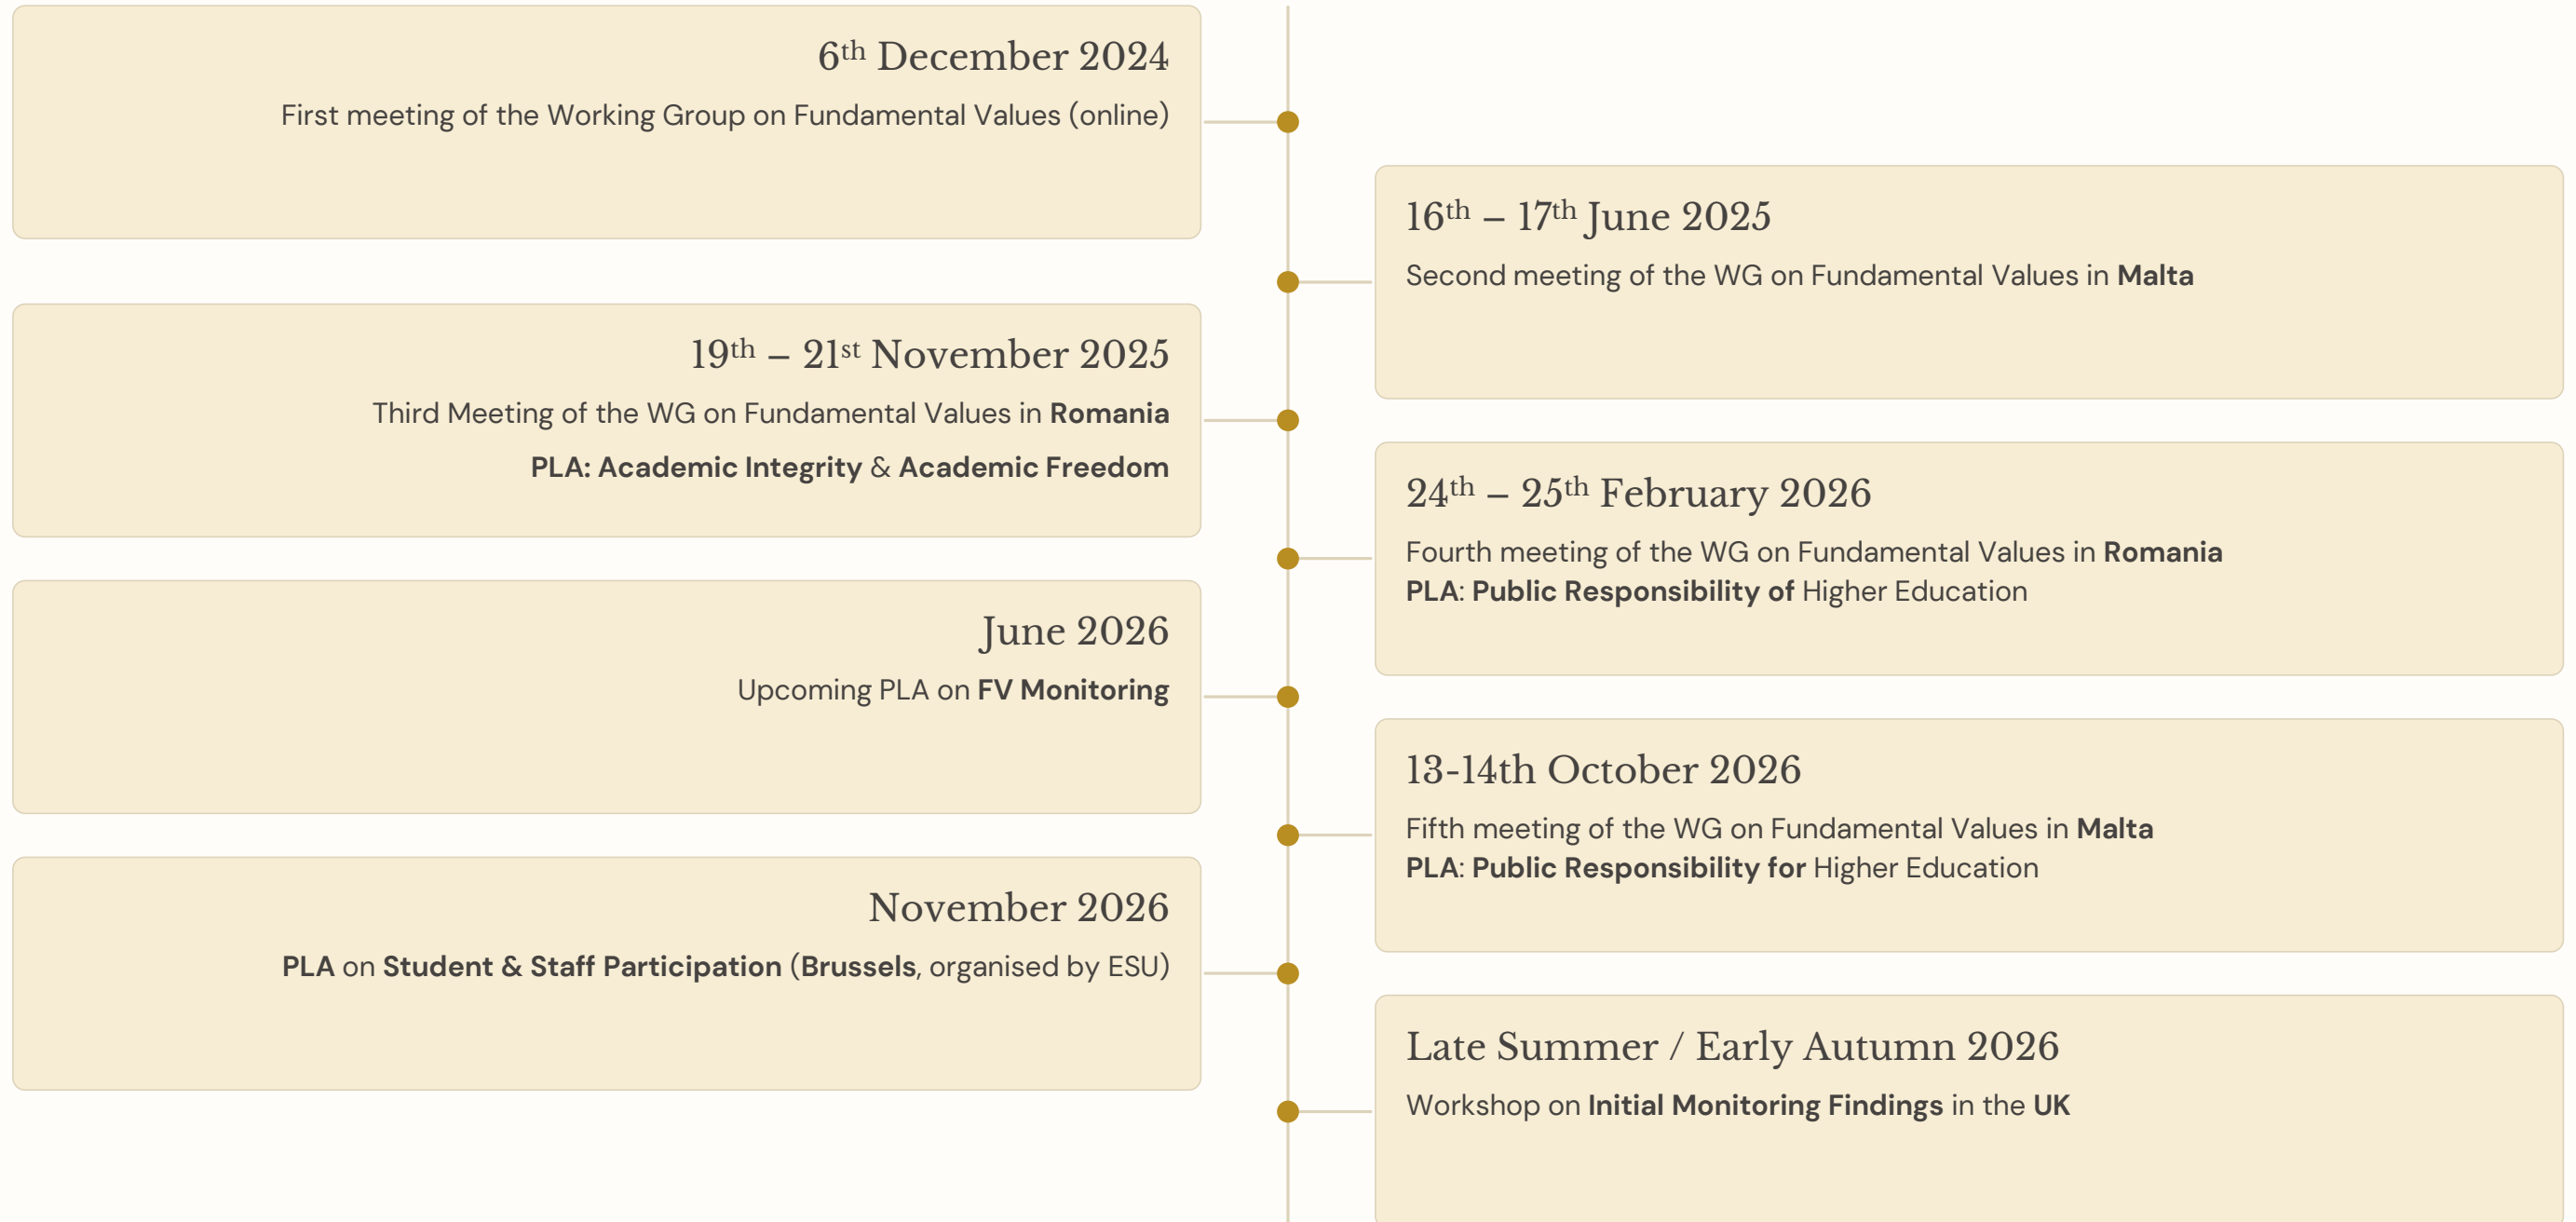 6th December 2024
First meeting of the Working Group on Fundamental Values (online)
16th – 17th June 2025
Second meeting of the WG on Fundamental Values in Malta
19th – 21st November 2025
Third Meeting of the WG on Fundamental Values in Romania
PLA: Academic Integrity & Academic Freedom
24th – 25th February 2026
Fourth meeting of the WG on Fundamental Values in Romania
PLA: Public Responsibility of Higher Education
June 2026
Upcoming PLA on FV Monitoring
13-14th October 2026
Fifth meeting of the WG on Fundamental Values in Malta
PLA: Public Responsibility for Higher Education
November 2026
PLA on Student & Staff Participation (Brussels, organised by ESU)
Late Summer / Early Autumn 2026
Workshop on Initial Monitoring Findings in the UK